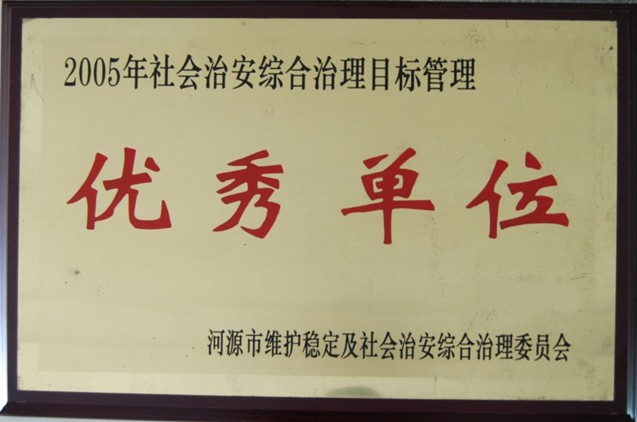 2005年社会治安综合治理目标管理
优秀单位
河源市维护稳定及社会治安综合治理委员会